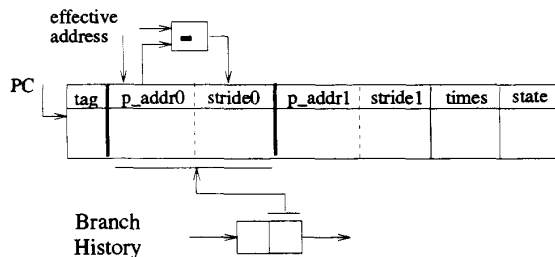 effective
address
-
PC
tag p_addr0 stride0 p_addr1 stride1 times state
Branch
History